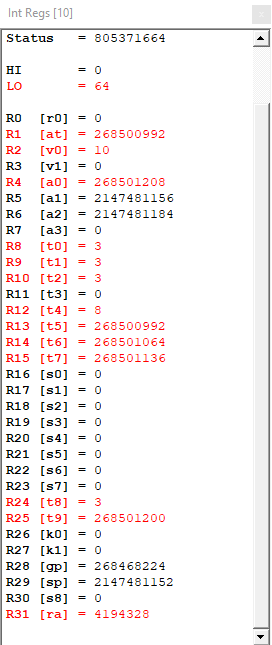 Int Regs [10]
x
Status = 805371664
HI = 0
LO = 64
R0 [r0] = 0
R1 [at] = 268500992
R2 [v0] = 10
R3 [v1] = 0
R4 [a0] = 268501208
R5 [a1] = 2147481156
R6 [a2] = 2147481184
R7 [a3] = 0
R8 [t0] = 3
R9 [t1] = 3
R10 [t2] = 3
R11 [t3] = 0
R12 [t4] = 8
R13 [t5] = 268500992
R14 [t6] = 268501064
R15 [t7] = 268501136
R16 [s0] = 0
R17 [s1] = 0
R18 [s2] = 0
R19 [s3] = 0
R20 [s4] = 0
R21 [s5] = 0
R22 [s6] = 0
R23 [s7] = 0
R24 [t8] = 3
R25 [t9] = 268501200
R26 [k0] = 0
R27 [k1] = 0
R28 [gp] = 268468224
R29 [sp] = 2147481152
R30 [s8] = 0
R31 [ra] = 4194328